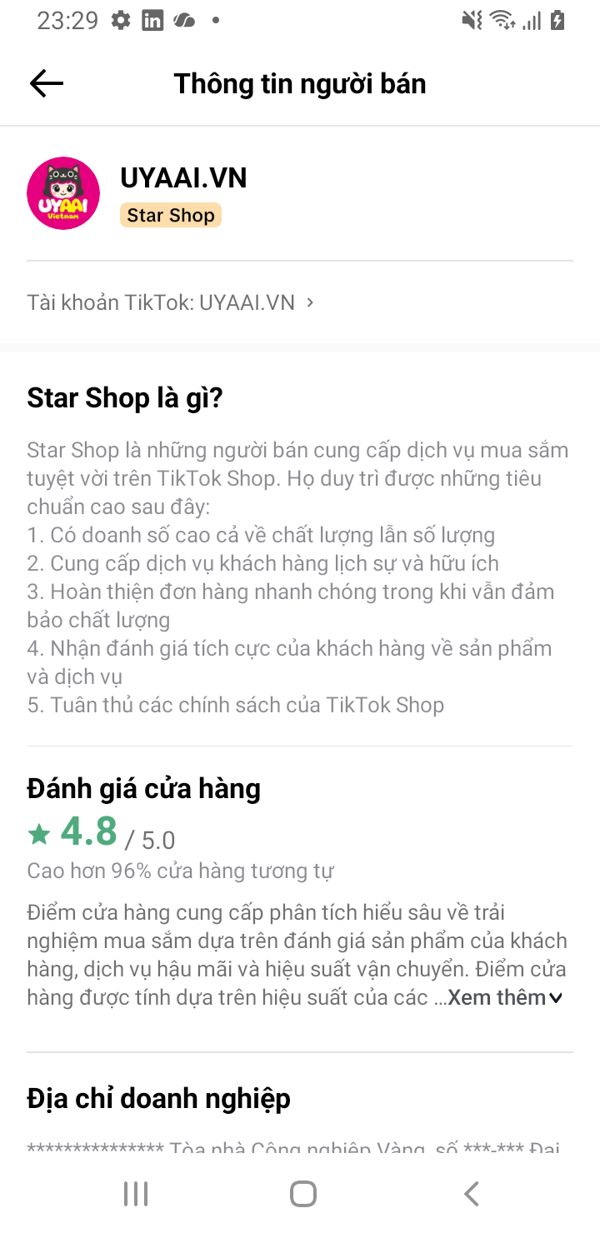 23:29
Thông tin người bán
UYAAI
Vietnam
UYAAI.VN
Star Shop
Tài khoản TikTok: UYAAI.VN
Star Shop là gì?
Star Shop là những người bán cung cấp dịch vụ mua sắm
tuyệt vời trên TikTok Shop. Họ duy trì được những tiêu
chuẩn cao sau đây:
1. Có doanh số cao cả về chất lượng lẫn số lượng
2. Cung cấp dịch vụ khách hàng lịch sự và hữu ích
3. Hoàn thiện đơn hàng nhanh chóng trong khi vẫn đảm
bảo chất lượng
4. Nhận đánh giá tích cực của khách hàng về sản phẩm
và dịch vụ
5. Tuân thủ các chính sách của TikTok Shop
Đánh giá cửa hàng
4.8 / 5.0
Cao hơn 96% cửa hàng tương tự
Điểm cửa hàng cung cấp phân tích hiểu sâu về trải
nghiệm mua sắm dựa trên đánh giá sản phẩm của khách
hàng, dịch vụ hậu mãi và hiệu suất vận chuyển. Điểm cửa
hàng được tính dựa trên hiệu suất của các ...Xem thêm
Địa chỉ doanh nghiệp
*************** Tòa nhà Công nghiệp Vàng, số ***-*** Đại